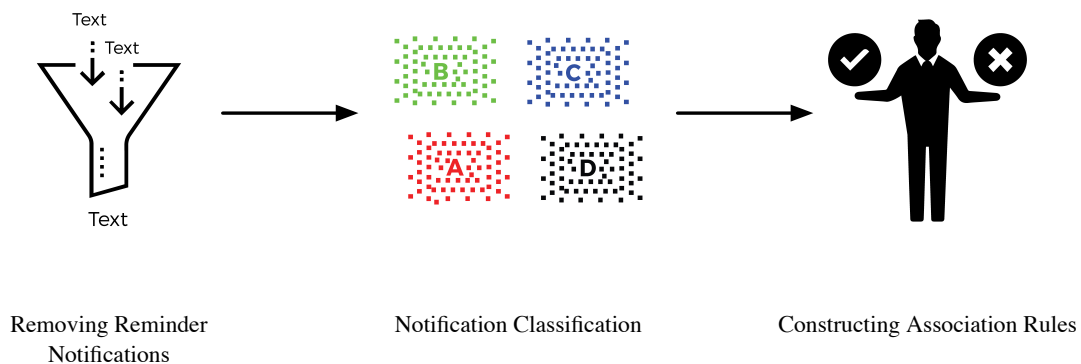 Text
Text
Text
B
C
A
D
Removing Reminder
Notifications
Notification Classification
Constructing Association Rules